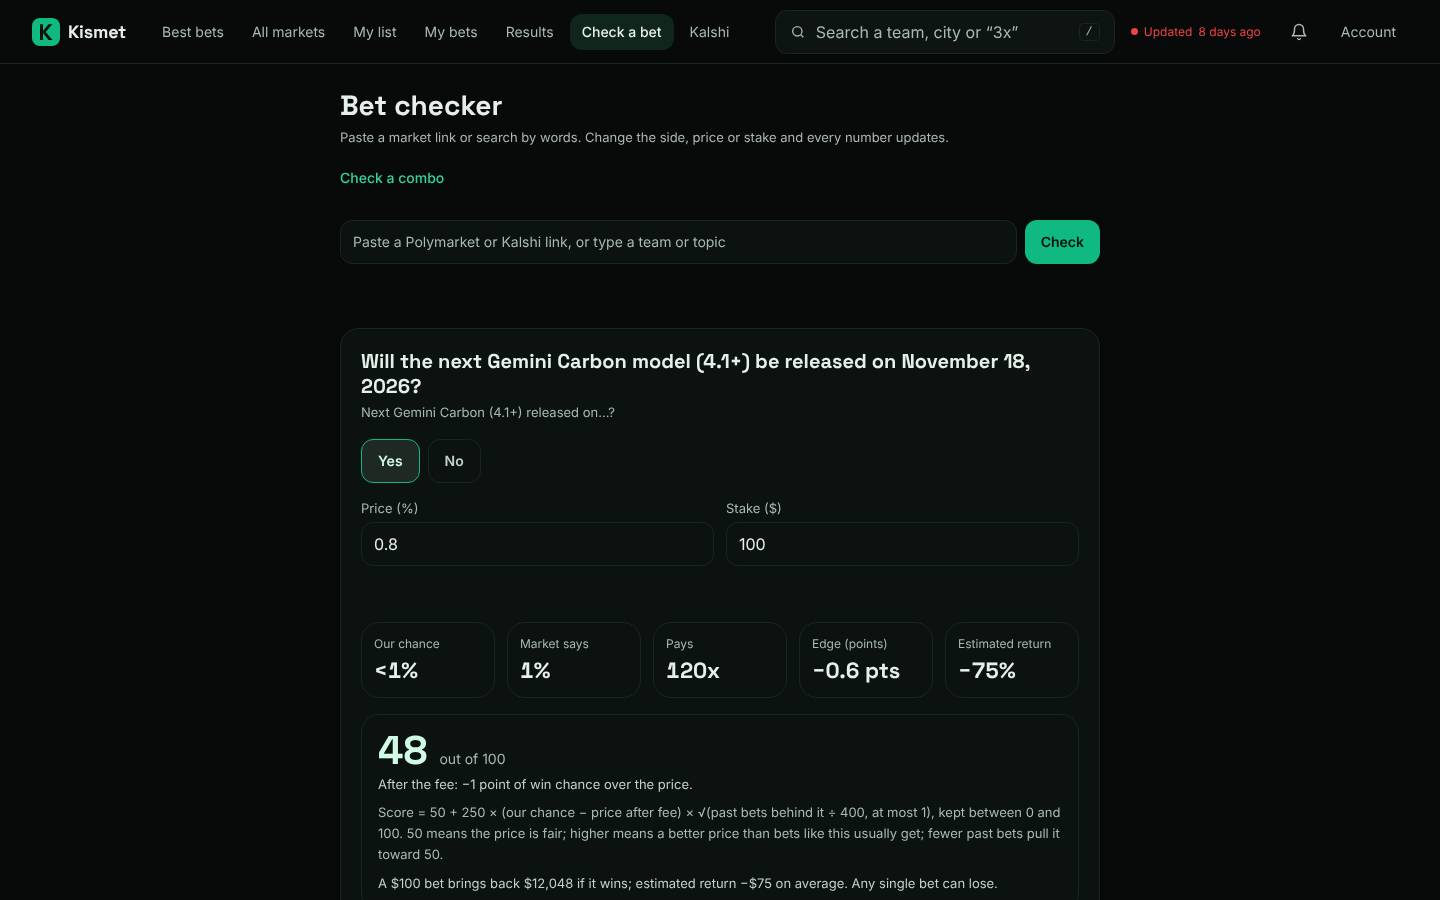 K Kismet
Best bets
All markets
My list
My bets
Results
Check a bet
Kalshi
Search a team, city or “3x”
/
Updated 8 days ago
Account
Bet checker
Paste a market link or search by words. Change the side, price or stake and every number updates.
Check a combo
Paste a Polymarket or Kalshi link, or type a team or topic
Check
Will the next Gemini Carbon model (4.1+) be released on November 18,
2026?
Next Gemini Carbon (4.1+) released on...?
Yes
No
Price (%)
Stake ($)
0.8
100
Our chance
<1%
Market says
1%
Pays
120x
Edge (points)
−0.6 pts
Estimated return
−75%
48 out of 100
After the fee: −1 point of win chance over the price.
Score = 50 + 250 × (our chance − price after fee) × √(past bets behind it ÷ 400, at most 1), kept between 0 and
100. 50 means the price is fair; higher means a better price than bets like this usually get; fewer past bets pull it
toward 50.
A $100 bet brings back $12,048 if it wins; estimated return −$75 on average. Any single bet can lose.